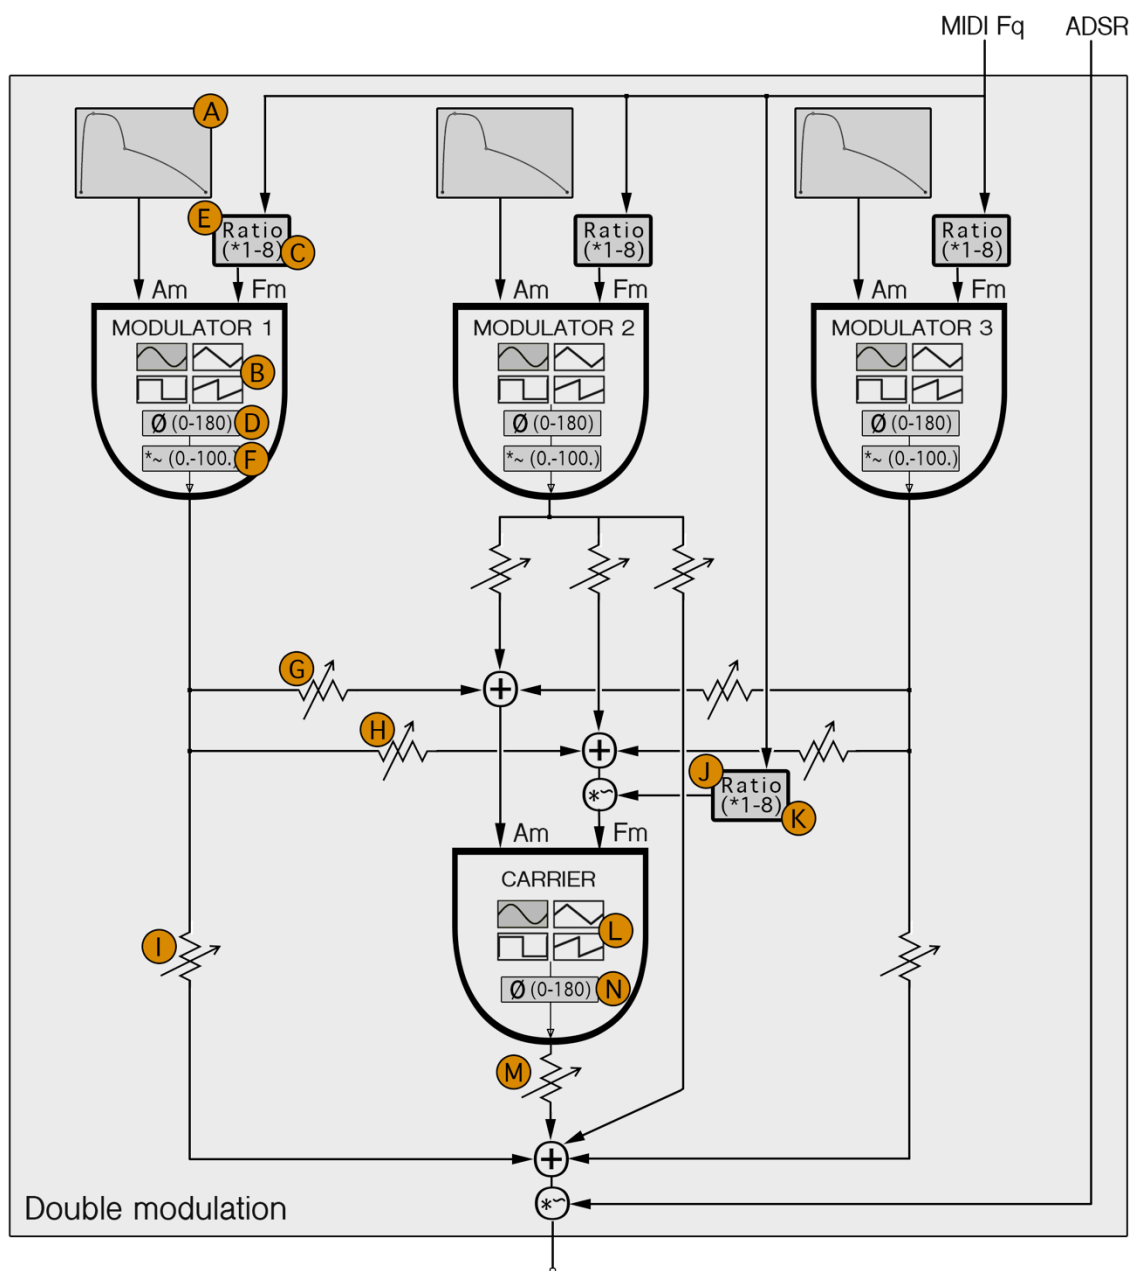 MIDI Fq ADSR
A
E Ratio Ratio Ratio
(*1-8) C (*1-8) (*1-8)
Am Fm Am Fm Am Fm
MODULATOR 1 MODULATOR 2 MODULATOR 3
B
Ø (0-180) D Ø (0-180) Ø (0-180)
*~ (0.-100.) F *~ (0.-100.) *~ (0.-100.)
G + 
H +
J Ratio
*~ (*1-8) K
Am Fm
CARRIER
L
I
Ø (0-180) N
M
+
Double modulation *~